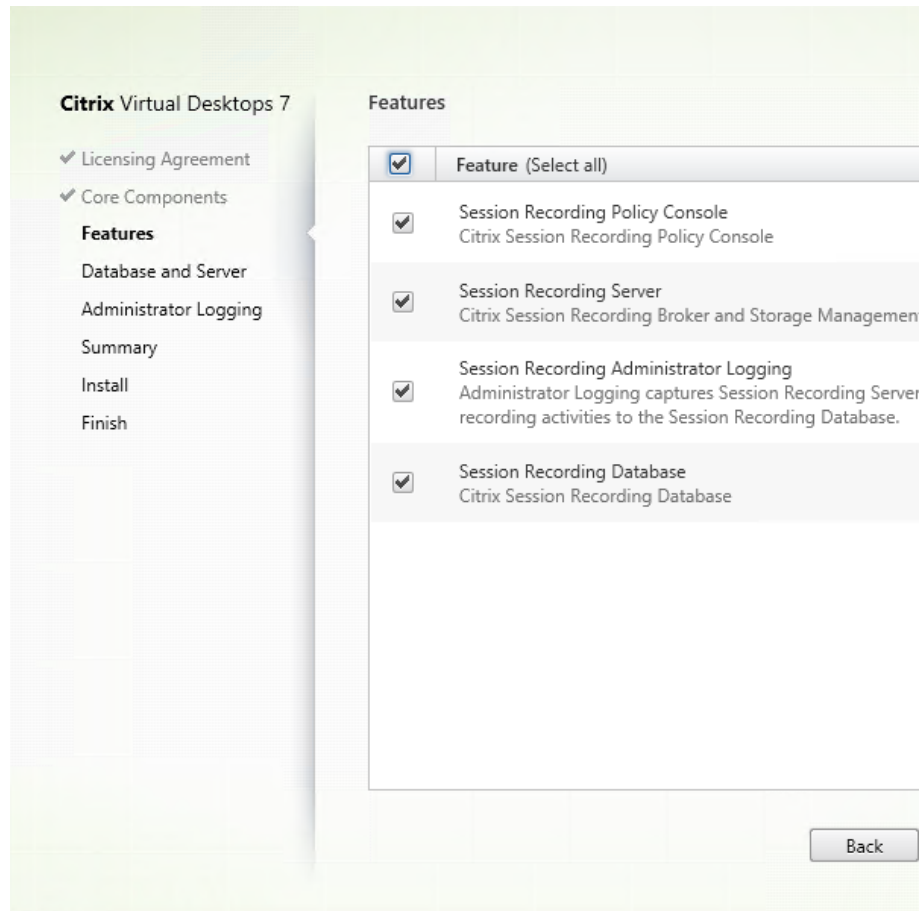 Citrix Virtual Desktops 7
Licensing Agreement
Core Components
Features
Database and Server
Administrator Logging
Summary
Install
Finish
Features
Feature (Select all)
Session Recording Policy Console
Citrix Session Recording Policy Console
Session Recording Server
Citrix Session Recording Broker and Storage Managemen
Session Recording Administrator Logging
Administrator Logging captures Session Recording Server
recording activities to the Session Recording Database.
Session Recording Database
Citrix Session Recording Database
Back